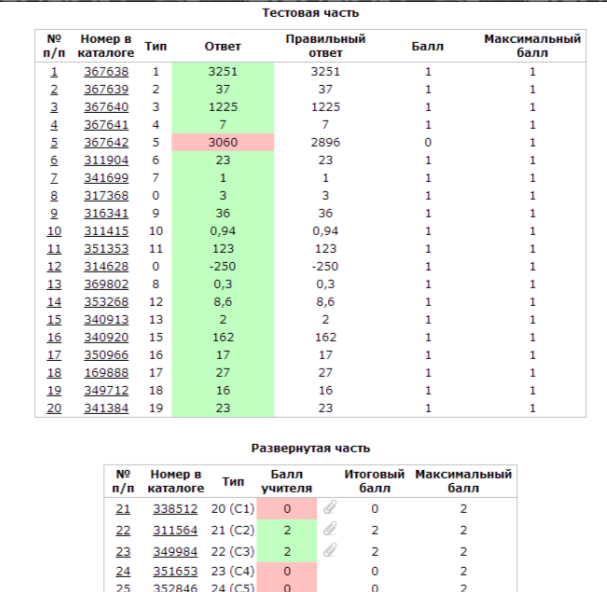 Тестовая часть
№ п/п Номер в каталоге Тип Ответ Правильный ответ Балл Максимальный балл
1 367638 1 3251 3251 1 1
2 367639 2 37 37 1 1
3 367640 3 1225 1225 1 1
4 367641 4 7 7 1 1
5 367642 5 3060 2896 0 1
6 311904 6 23 23 1 1
7 341699 7 1 1 1 1
8 317368 0 3 3 1 1
9 316341 9 36 36 1 1
10 311415 10 0,94 0,94 1 1
11 351353 11 123 123 1 1
12 314628 0 -250 -250 1 1
13 369802 8 0,3 0,3 1 1
14 353268 12 8,6 8,6 1 1
15 340913 13 2 2 1 1
16 340920 15 162 162 1 1
17 350966 16 17 17 1 1
18 169888 17 27 27 1 1
19 349712 18 16 16 1 1
20 341384 19 23 23 1 1
Развернутая часть
№ п/п Номер в каталоге Тип Балл учителя Итоговый балл Максимальный балл
21 338512 20 (C1) 0 0 2
22 311564 21 (C2) 2 2 2
23 349984 22 (C3) 2 2 2
24 351653 23 (C4) 0 0 2
25 352846 24 (C5) 0 0 2